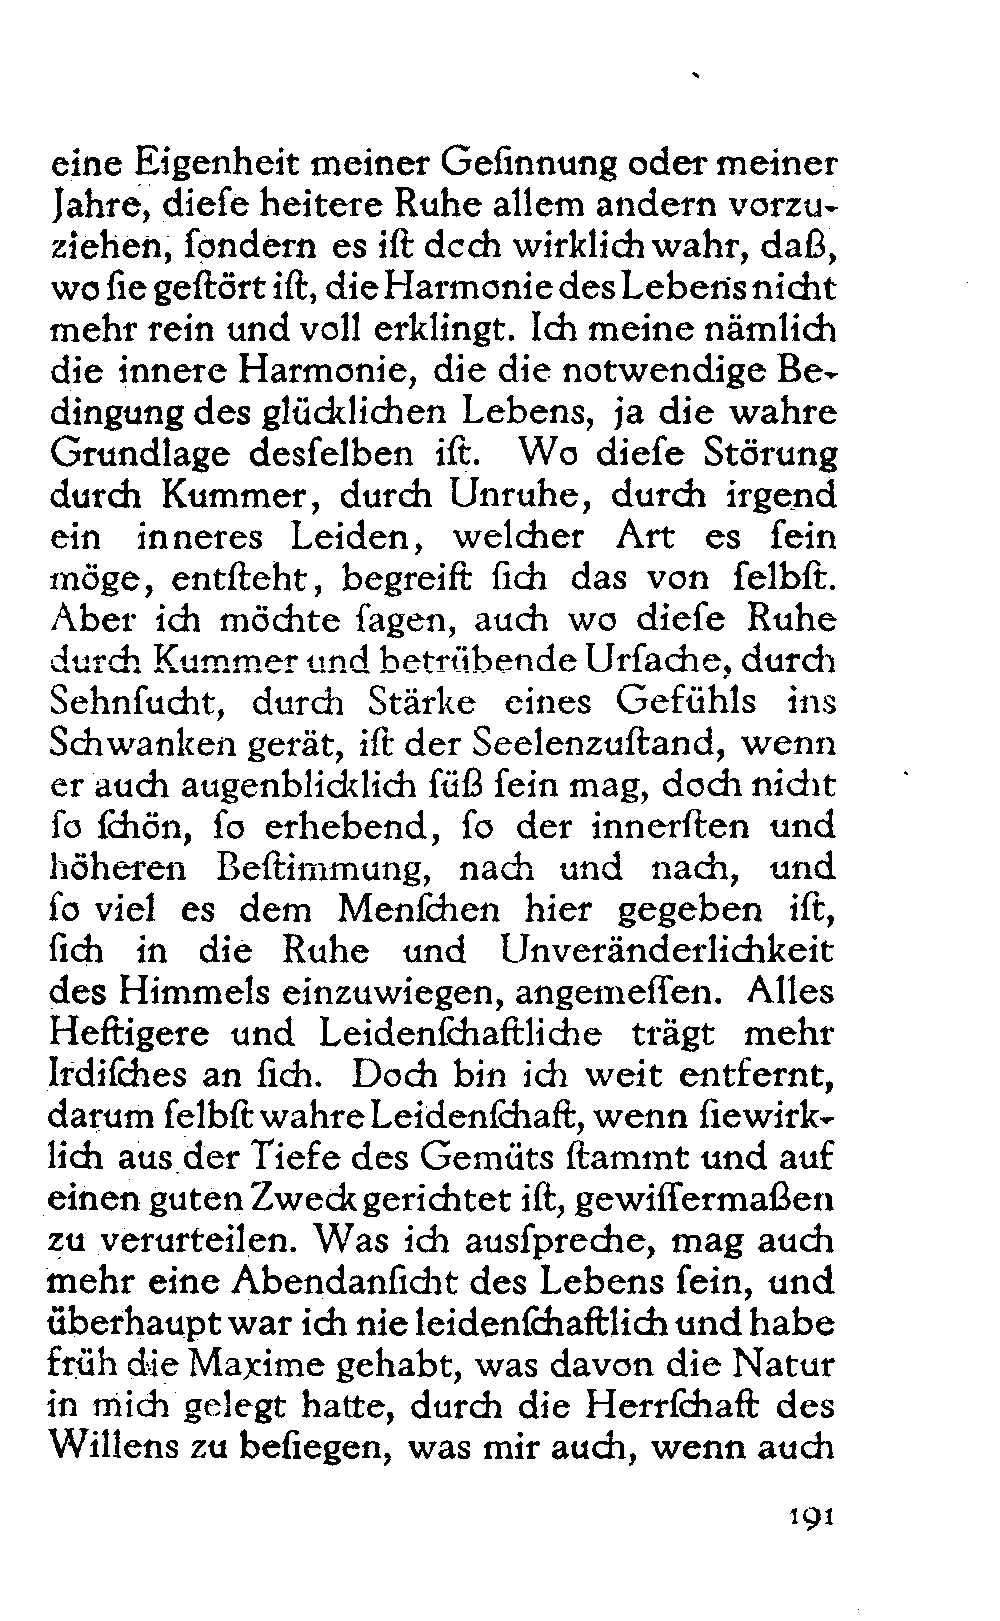 eine Eigenheit meiner Geſinnung oder meiner
Jahre, dieſe heitere Ruhe allem andern vorzu-
ziehen, ſondern es iſt dcch wirklich wahr, daß,
wo ſie geſtört iſt, die Harmonie des Lebens nicht
mehr rein und voll erklingt. Ich meine nämlich
die innere Harmonie, die die notwendige Be-
dingung des glücklichen Lebens, ja die wahre
Grundlage desſelben iſt. Wo dieſe Störung
durch Kummer, durch Unruhe, durch irgend
ein inneres Leiden, welcher Art es ſein
möge, entſteht, begreift ſich das von ſelbſt.
Aber ich möchte ſagen, auch wo dieſe Ruhe
durch Kummer und betrübende Urſache, durch
Sehnſucht, durch Stärke eines Gefühls ins
Schwanken gerät, iſt der Seelenzuſtand, wenn
er auch augenblicklich ſüß ſein mag, doch nicht
ſo ſchön, ſo erhebend, ſo der innerſten und
höheren Beſtimmung, nach und nach, und
ſo viel es dem Menſchen hier gegeben iſt,
ſich in die Ruhe und Unveränderlichkeit
des Himmels einzuwiegen, angemeſſen. Alles
Heftigere und Leidenſchaftliche trägt mehr
Irdiſches an ſich. Doch bin ich weit entfernt,
darum ſelbſt wahre Leidenſchaft, wenn ſie wirk-
lich aus der Tiefe des Gemüts ſtammt und auf
einen guten Zweck gerichtet iſt, gewiſſermaßen
zu verurteilen. Was ich ausſpreche, mag auch
mehr eine Abendanſicht des Lebens ſein, und
überhaupt war ich nie leidenſchaftlich und habe
früh die Maxime gehabt, was davon die Natur
in mich gelegt hatte, durch die Herrſchaft des
Willens zu beſiegen, was mir auch, wenn auch
191